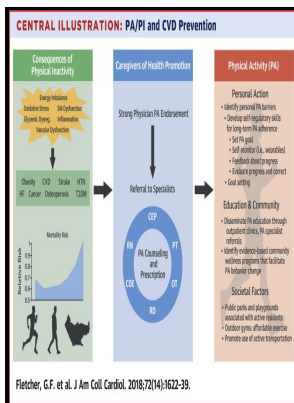 CENTRAL ILLUSTRATION: PA/PI and CVD Prevention
Consequences of
Physical Inactivity
Energy Imbalance
Oxidative Stress SM Dysfunction
Glycemic Dysreg. Inflammation
Vascular Dysfunction
Obesity CVD Stroke HTN
HF Cancer Osteoporosis T2DM
Mortality Risk
Relative Risk
Caregivers of Health Promotion
Strong Physician PA Endorsement
Referral to Specialists
CEP
PT
OT
RD
CDE
RN
PA Counseling and
Prescription
Physical Activity (PA)
Personal Action
• Identify personal PA barriers
• Develop self-regulatory skills
for long-term PA adherence
• Set PA goal
• Self-monitor (i.e., wearables)
• Feedback about progress
• Evaluate progress and correct
• Goal setting
Education & Community
• Disseminate PA education through
outpatient clinics, PA specialist
referrals
• Identify evidence-based community
wellness programs that facilitate
PA behavior change
Societal Factors
• Public parks and playgrounds
associated with active residents
• Outdoor gyms: affordable exercise
• Promote use of active transportation
Fletcher, G.F. et al. J Am Coll Cardiol. 2018;72(14):1622-39.